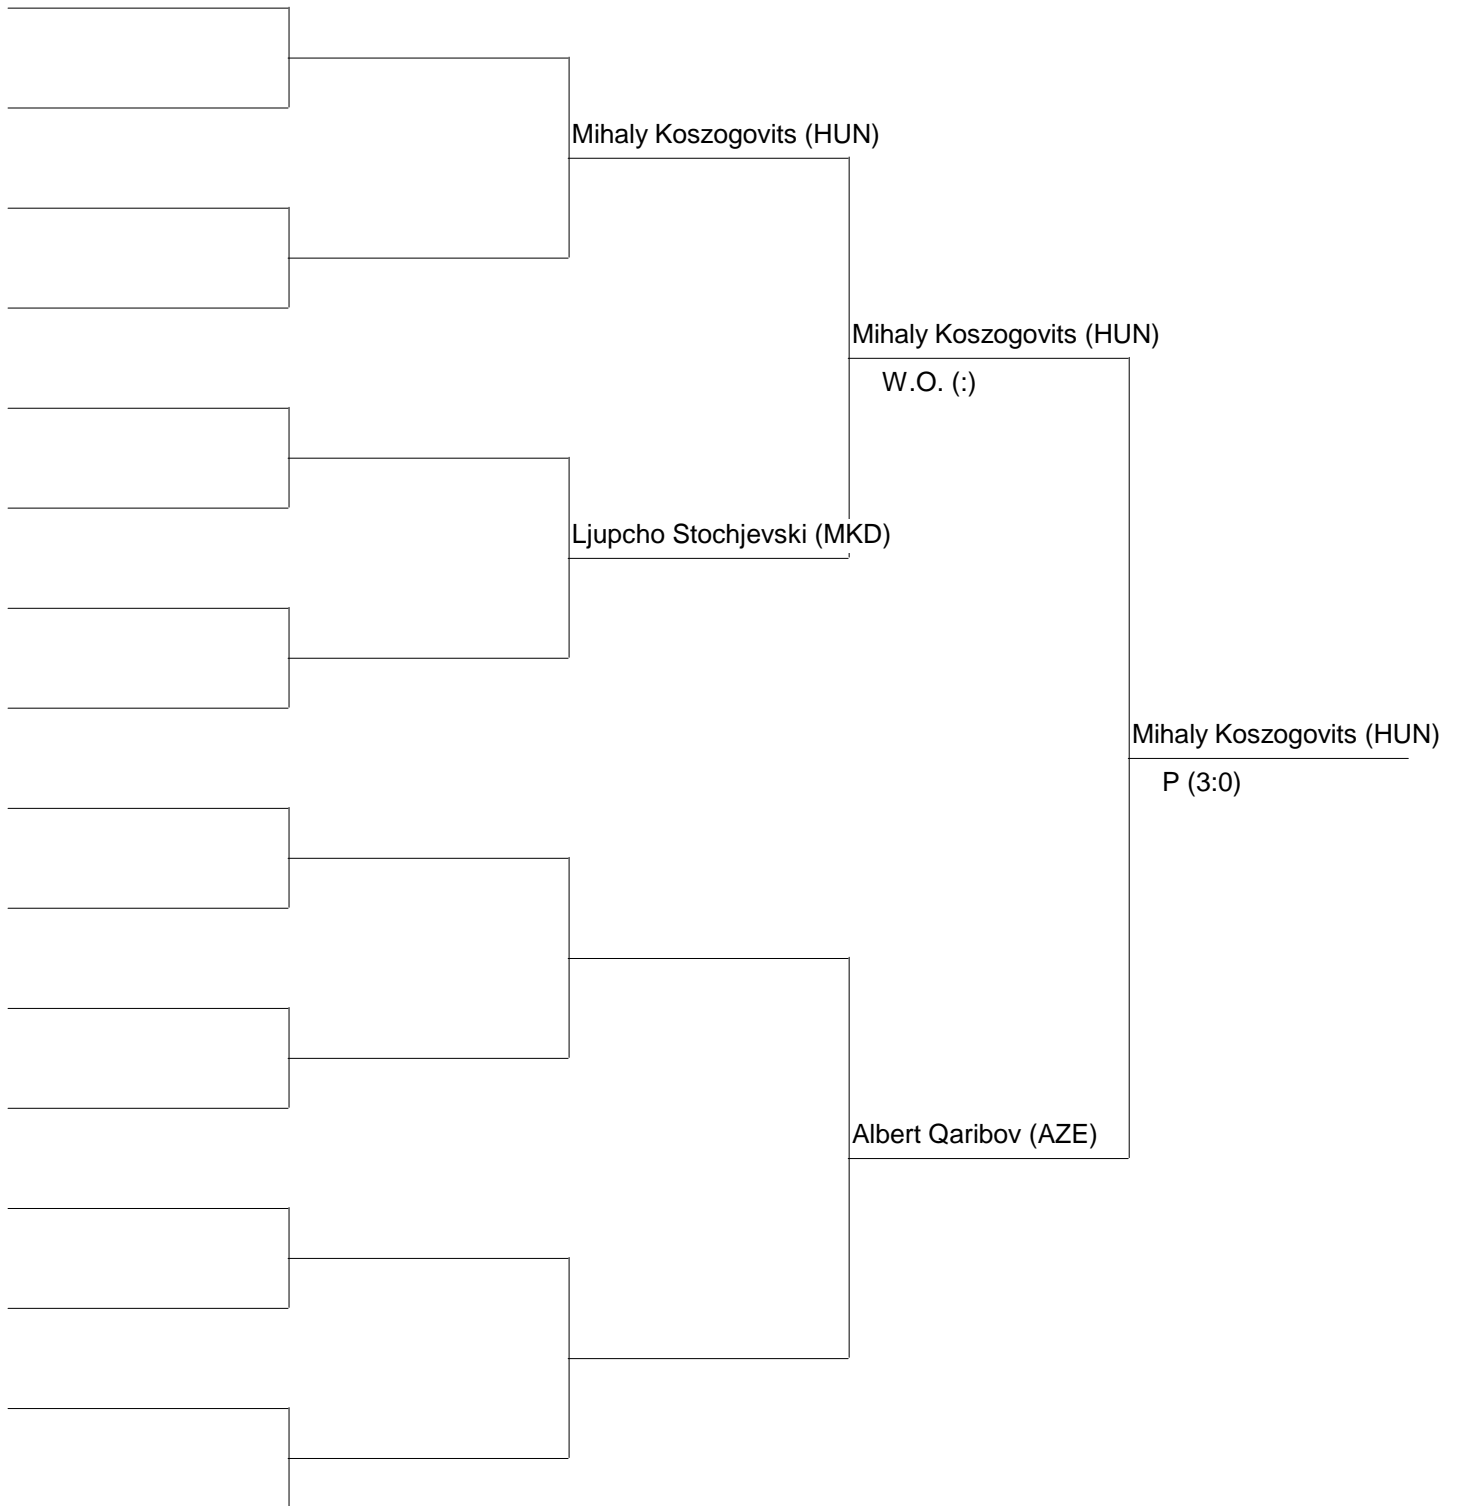 Mihaly Koszogovits (HUN)
Mihaly Koszogovits (HUN)
W.O. (:)
Ljupcho Stochjevski (MKD)
Mihaly Koszogovits (HUN)
P (3:0)
Albert Qaribov (AZE)